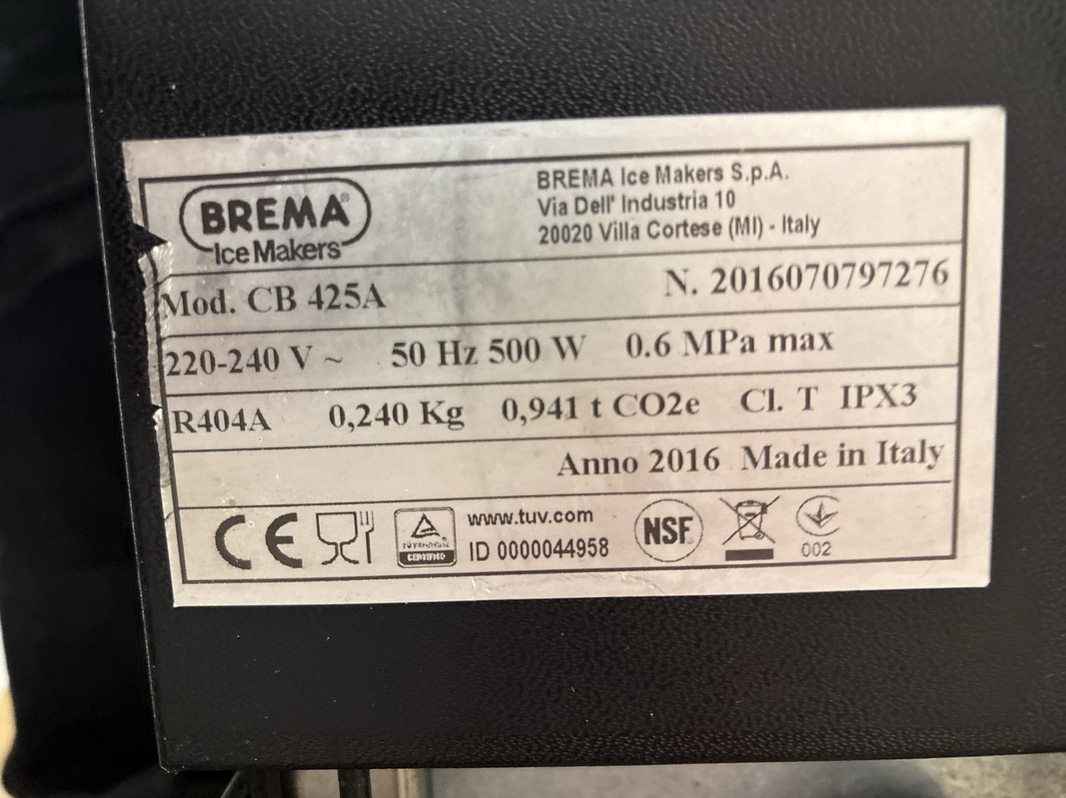 BREMA®
Ice Makers
BREMA Ice Makers S.p.A.
Via Dell' Industria 10
20020 Villa Cortese (MI) - Italy
Mod. CB 425A N. 2016070797276
220-240 V ~ 50 Hz 500 W 0.6 MPa max
R404A 0,240 Kg 0,941 t CO2e Cl. T IPX3
Anno 2016 Made in Italy
CE
TÜVRheinland
CERTIFIED
www.tuv.com
ID 0000044958
NSF
002